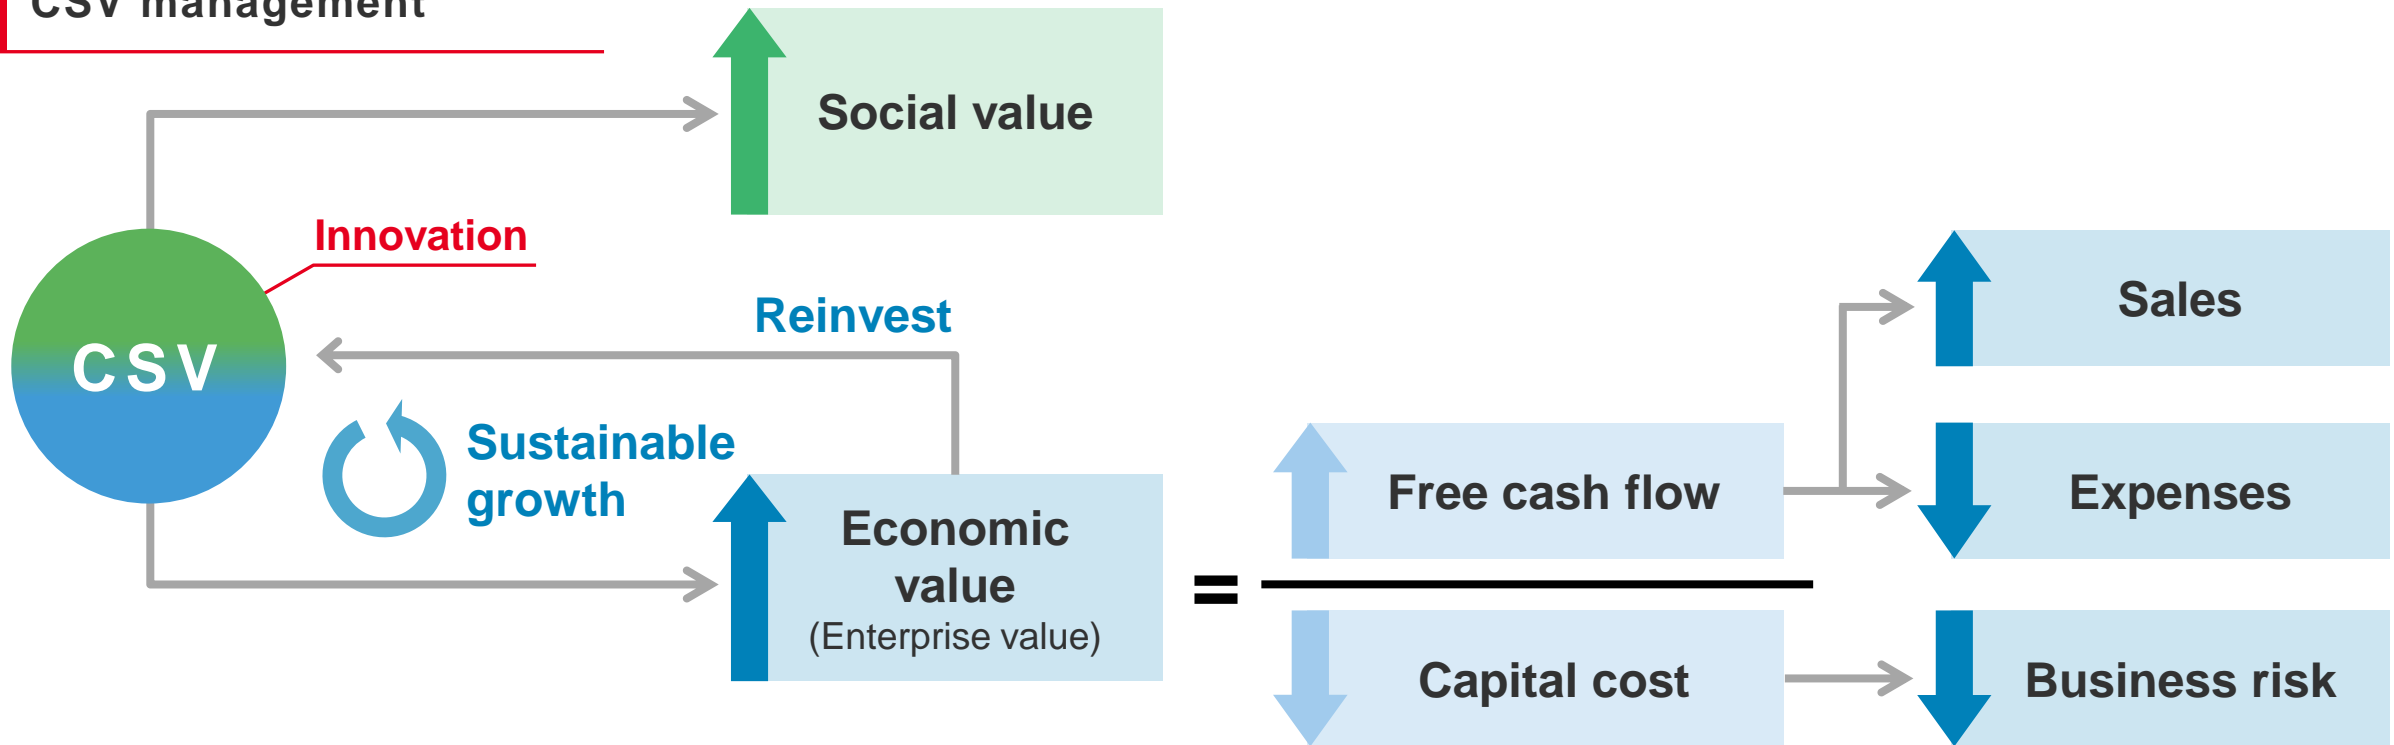 CSV management
Social value
Innovation
Reinvest
CSV
Sustainable
growth
Economic
value
(Enterprise value)
=
Free cash flow
Capital cost
Sales
Expenses
Business risk